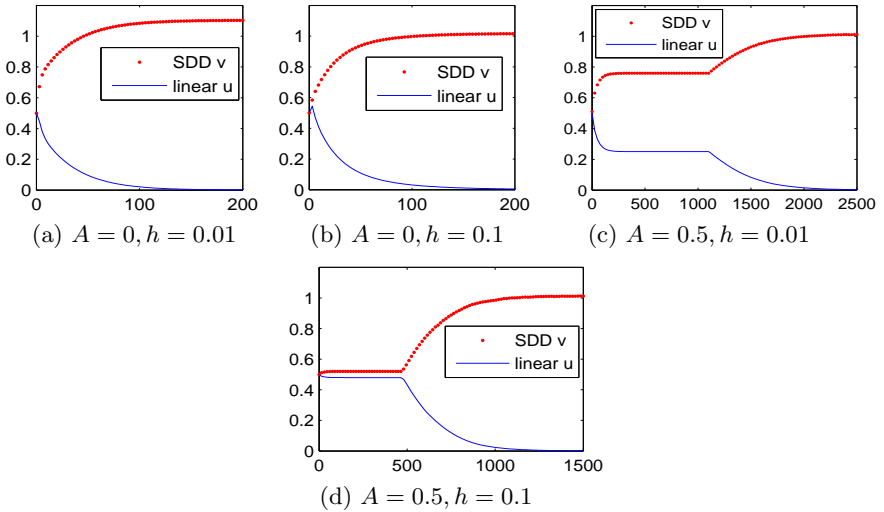 1
0.8
0.6
0.4
0.2
0
SDD v
linear u
0 100 200
(a) A = 0, h = 0.01
1
0.8
0.6
0.4
0.2
0
SDD v
linear u
0 100 200
(b) A = 0, h = 0.1
1
0.8
0.6
0.4
0.2
0
SDD v
linear u
0 500 1000 1500 2000 2500
(c) A = 0.5, h = 0.01
1
0.8
0.6
0.4
0.2
0
SDD v
linear u
0 500 1000 1500
(d) A = 0.5, h = 0.1